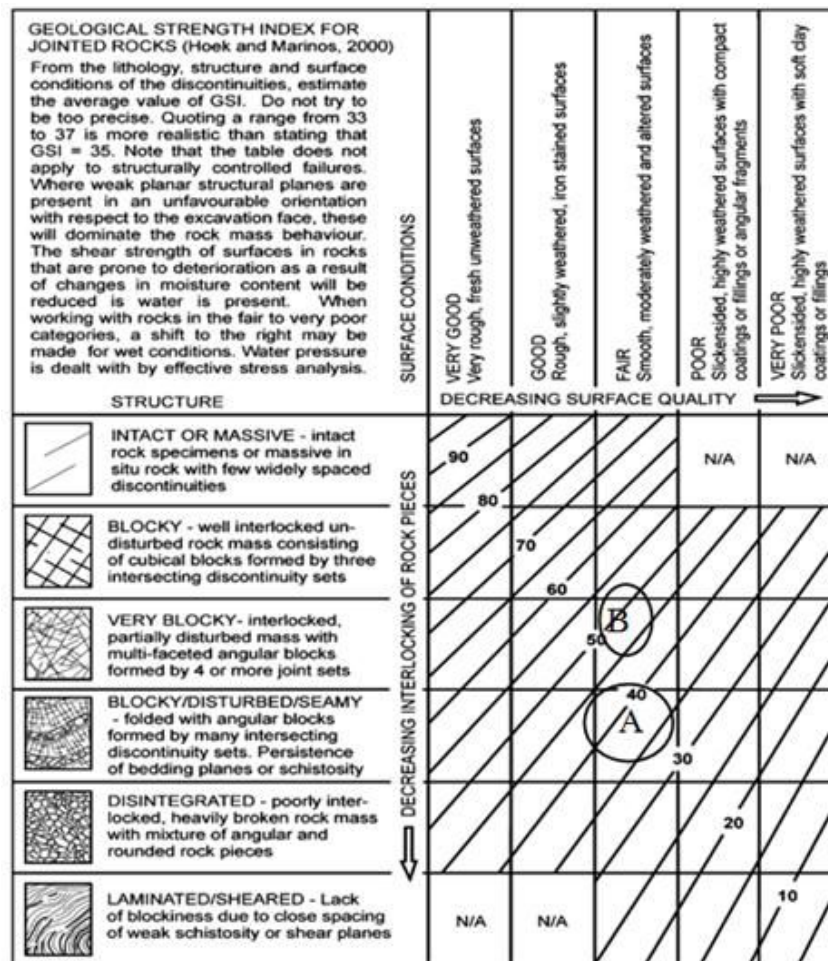 GEOLOGICAL STRENGTH INDEX FOR
JOINTED ROCKS (Hoek and Marinos, 2000)
From the lithology, structure and surface
conditions of the discontinuities, estimate
the average value of GSI. Do not try to
be too precise. Quoting a range from 33
to 37 is more realistic than stating that
GSI = 35. Note that the table does not
apply to structurally controlled failures.
Where weak planar structural planes are
present in an unfavourable orientation
with respect to the excavation face, these
will dominate the rock mass behaviour.
The shear strength of surfaces in rocks
that are prone to deterioration as a result
of changes in moisture content will be
reduced is water is present. When
working with rocks in the fair to very poor
categories, a shift to the right may be
made for wet conditions. Water pressure
is dealt with by effective stress analysis.
SURFACE CONDITIONS
VERY GOOD
Very rough, fresh unweathered surfaces
GOOD
Rough, slightly weathered, iron stained surfaces
FAIR
Smooth, moderately weathered and altered surfaces
POOR
Slickensided, highly weathered surfaces with compact
coatings or fillings or angular fragments
VERY POOR
Slickensided, highly weathered surfaces with soft clay
coatings or fillings
STRUCTURE
DECREASING SURFACE QUALITY
DECREASING INTERLOCKING OF ROCK PIECES
INTACT OR MASSIVE - intact
rock specimens or massive in
situ rock with few widely spaced
discontinuities
90
N/A
N/A
80
BLOCKY - well interlocked un-
disturbed rock mass consisting
of cubical blocks formed by three
intersecting discontinuity sets
70
60
VERY BLOCKY- interlocked,
partially disturbed mass with
multi-faceted angular blocks
formed by 4 or more joint sets
B
50
40
BLOCKY/DISTURBED/SEAMY
- folded with angular blocks
formed by many intersecting
discontinuity sets. Persistence
of bedding planes or schistosity
A
30
DISINTEGRATED - poorly inter-
locked, heavily broken rock mass
with mixture of angular and
rounded rock pieces
20
LAMINATED/SHEARED - Lack
of blockiness due to close spacing
of weak schistosity or shear planes
N/A
N/A
10